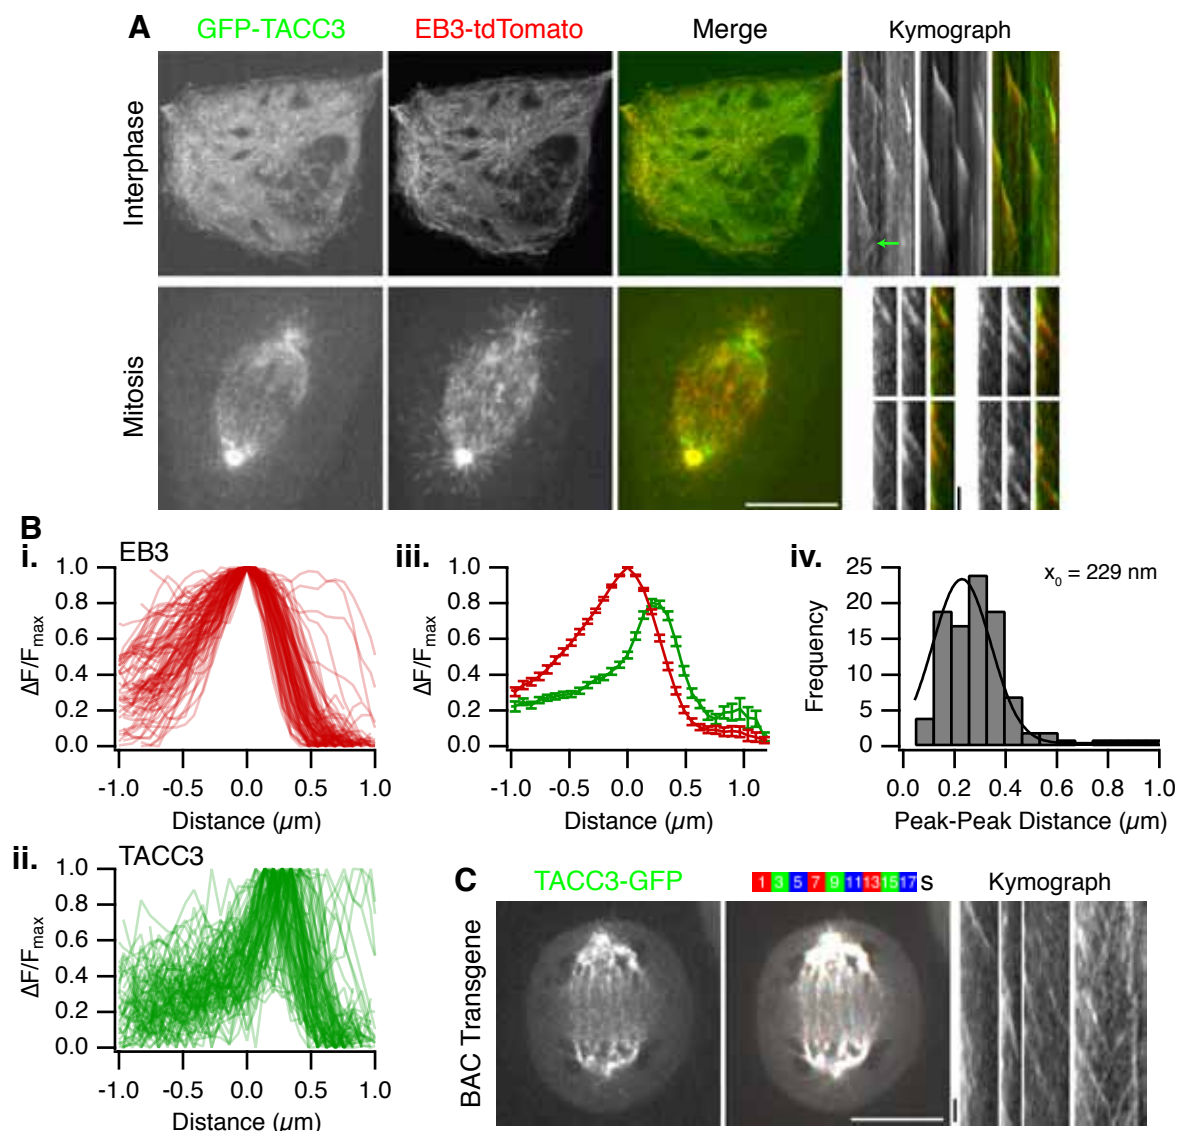 A
GFP-TACC3 EB3-tdTomato Merge Kymograph
Interphase
Mitosis
B
i. EB3
1.0
0.8
0.6
0.4
0.2
0.0
ΔF/Fmax
-1.0 -0.5 0.0 0.5 1.0
Distance (µm)
ii. TACC3
1.0
0.8
0.6
0.4
0.2
0.0
ΔF/Fmax
-1.0 -0.5 0.0 0.5 1.0
Distance (µm)
iii.
1.0
0.8
0.6
0.4
0.2
0.0
ΔF/Fmax
-1.0 -0.5 0.0 0.5 1.0
Distance (µm)
iv.
x0 = 229 nm
25
20
15
10
5
0
Frequency
0.0 0.2 0.4 0.6 0.8 1.0
Peak-Peak Distance (µm)
C
TACC3-GFP 1 3 5 7 9 11 13 15 17 s Kymograph
BAC Transgene